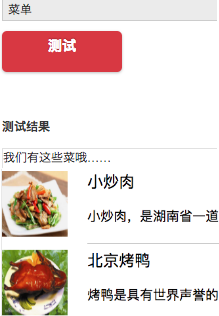 菜单
测试
测试结果
我们有这些菜哦……
小炒肉
小炒肉，是湖南省一道
北京烤鸭
烤鸭是具有世界声誉的